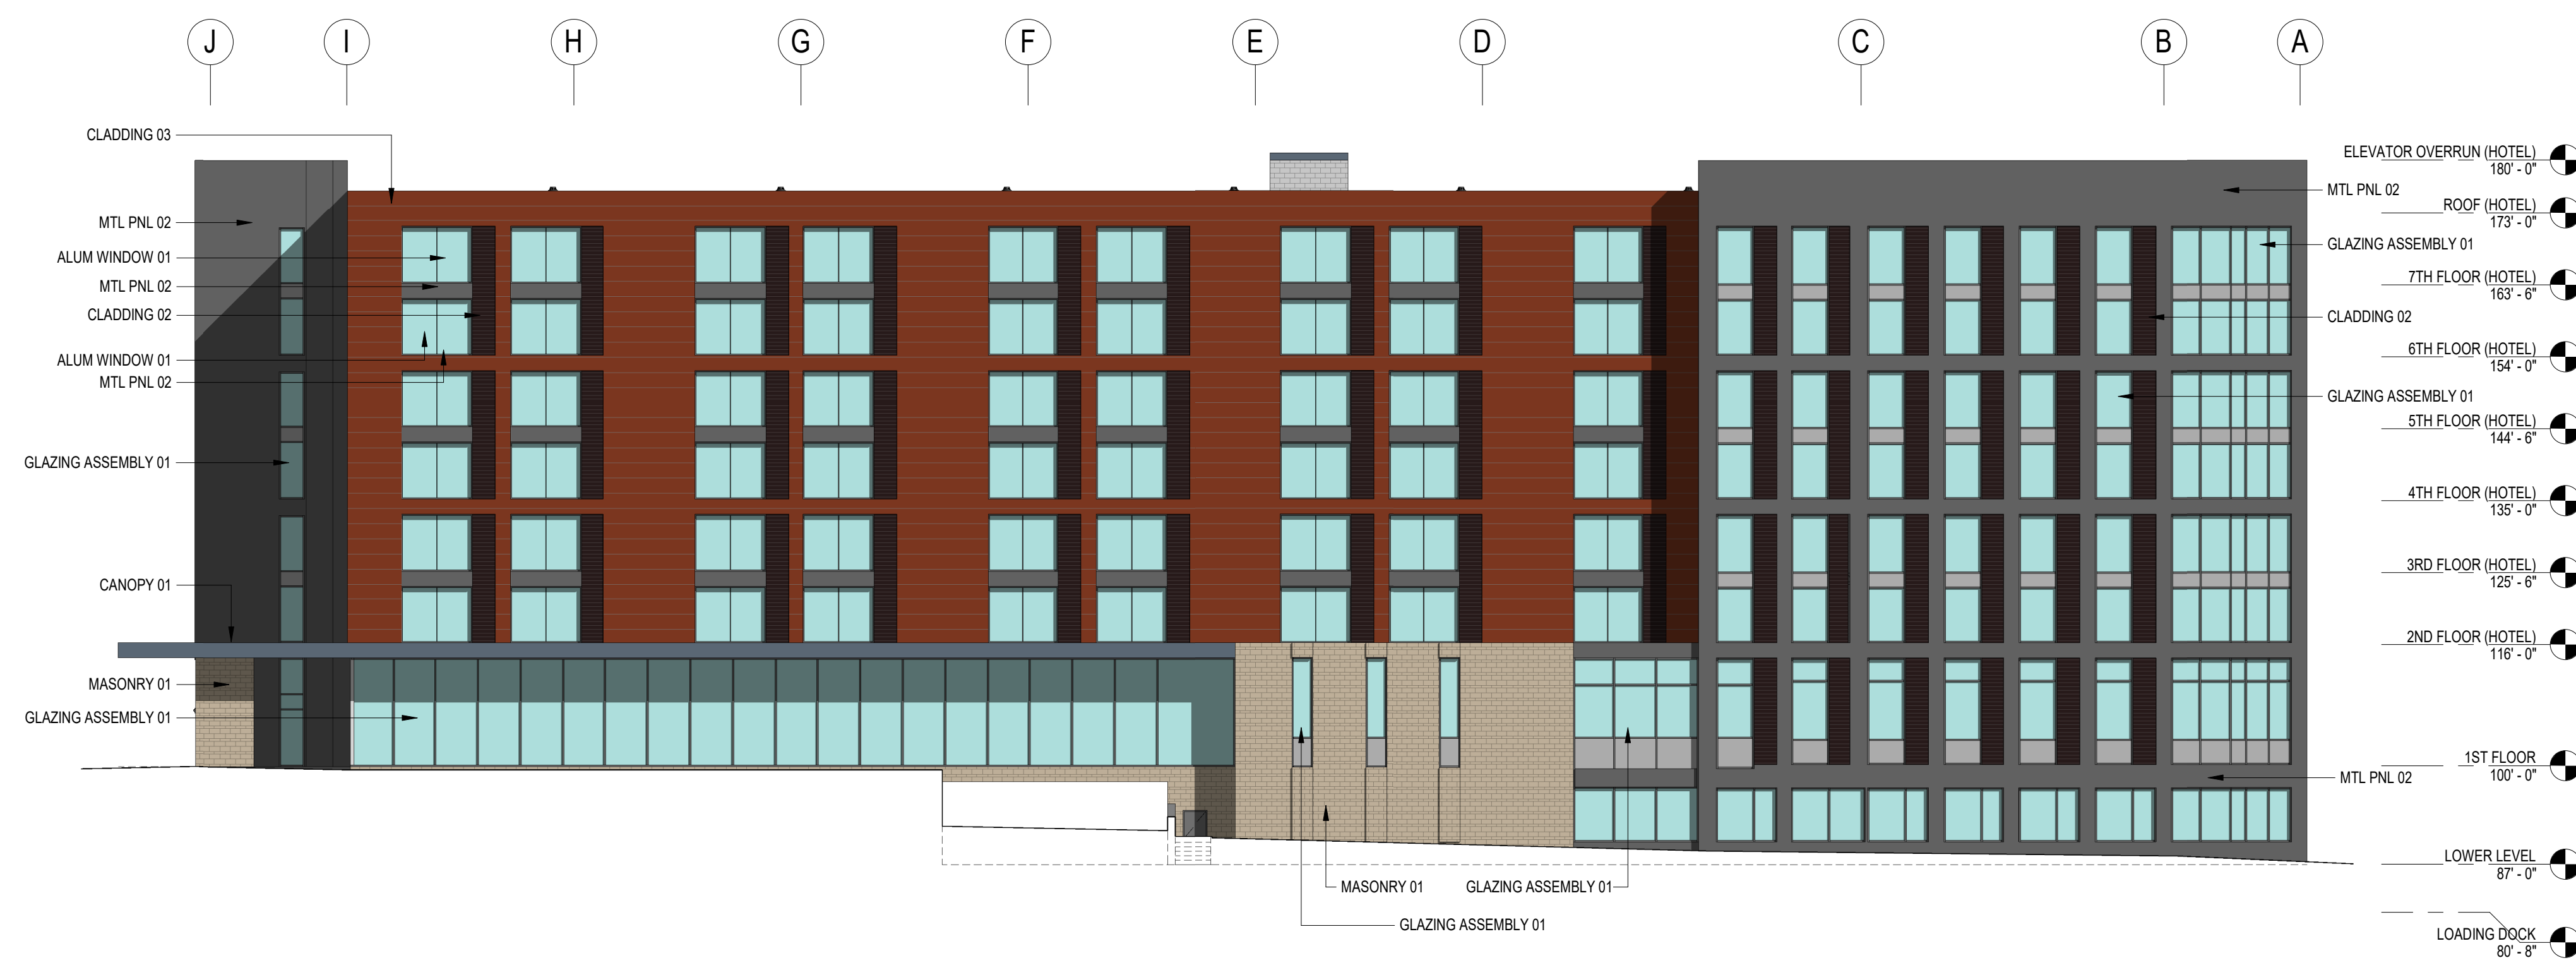 J I H G F E D C B A
CLADDING 03
MTL PNL 02
ALUM WINDOW 01
MTL PNL 02
CLADDING 02
ALUM WINDOW 01
MTL PNL 02
GLAZING ASSEMBLY 01
CANOPY 01
MASONRY 01
GLAZING ASSEMBLY 01
MASONRY 01
GLAZING ASSEMBLY 01
GLAZING ASSEMBLY 01
MTL PNL 02
GLAZING ASSEMBLY 01
CLADDING 02
GLAZING ASSEMBLY 01
MTL PNL 02
ELEVATOR OVERRUN (HOTEL)
180' - 0"
ROOF (HOTEL)
173' - 0"
7TH FLOOR (HOTEL)
163' - 6"
6TH FLOOR (HOTEL)
154' - 0"
5TH FLOOR (HOTEL)
144' - 6"
4TH FLOOR (HOTEL)
135' - 0"
3RD FLOOR (HOTEL)
125' - 6"
2ND FLOOR (HOTEL)
116' - 0"
1ST FLOOR
100' - 0"
LOWER LEVEL
87' - 0"
LOADING DOCK
80' - 8"